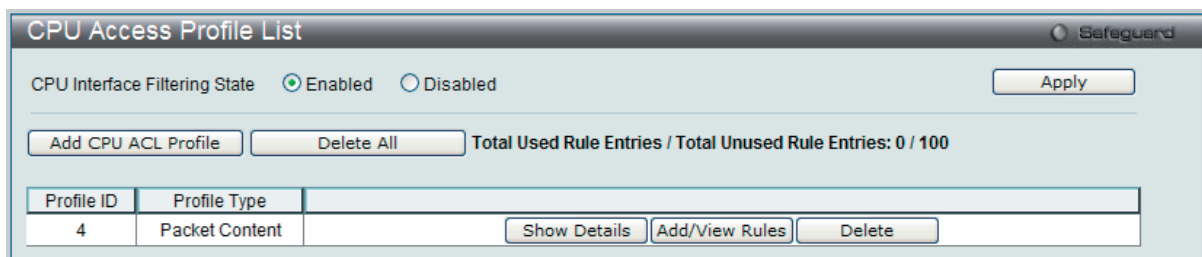 CPU Access Profile List
Safeguard
CPU Interface Filtering State Enabled Disabled Apply
Add CPU ACL Profile Delete All Total Used Rule Entries / Total Unused Rule Entries: 0 / 100
Profile ID Profile Type
4 Packet Content Show Details Add/View Rules Delete